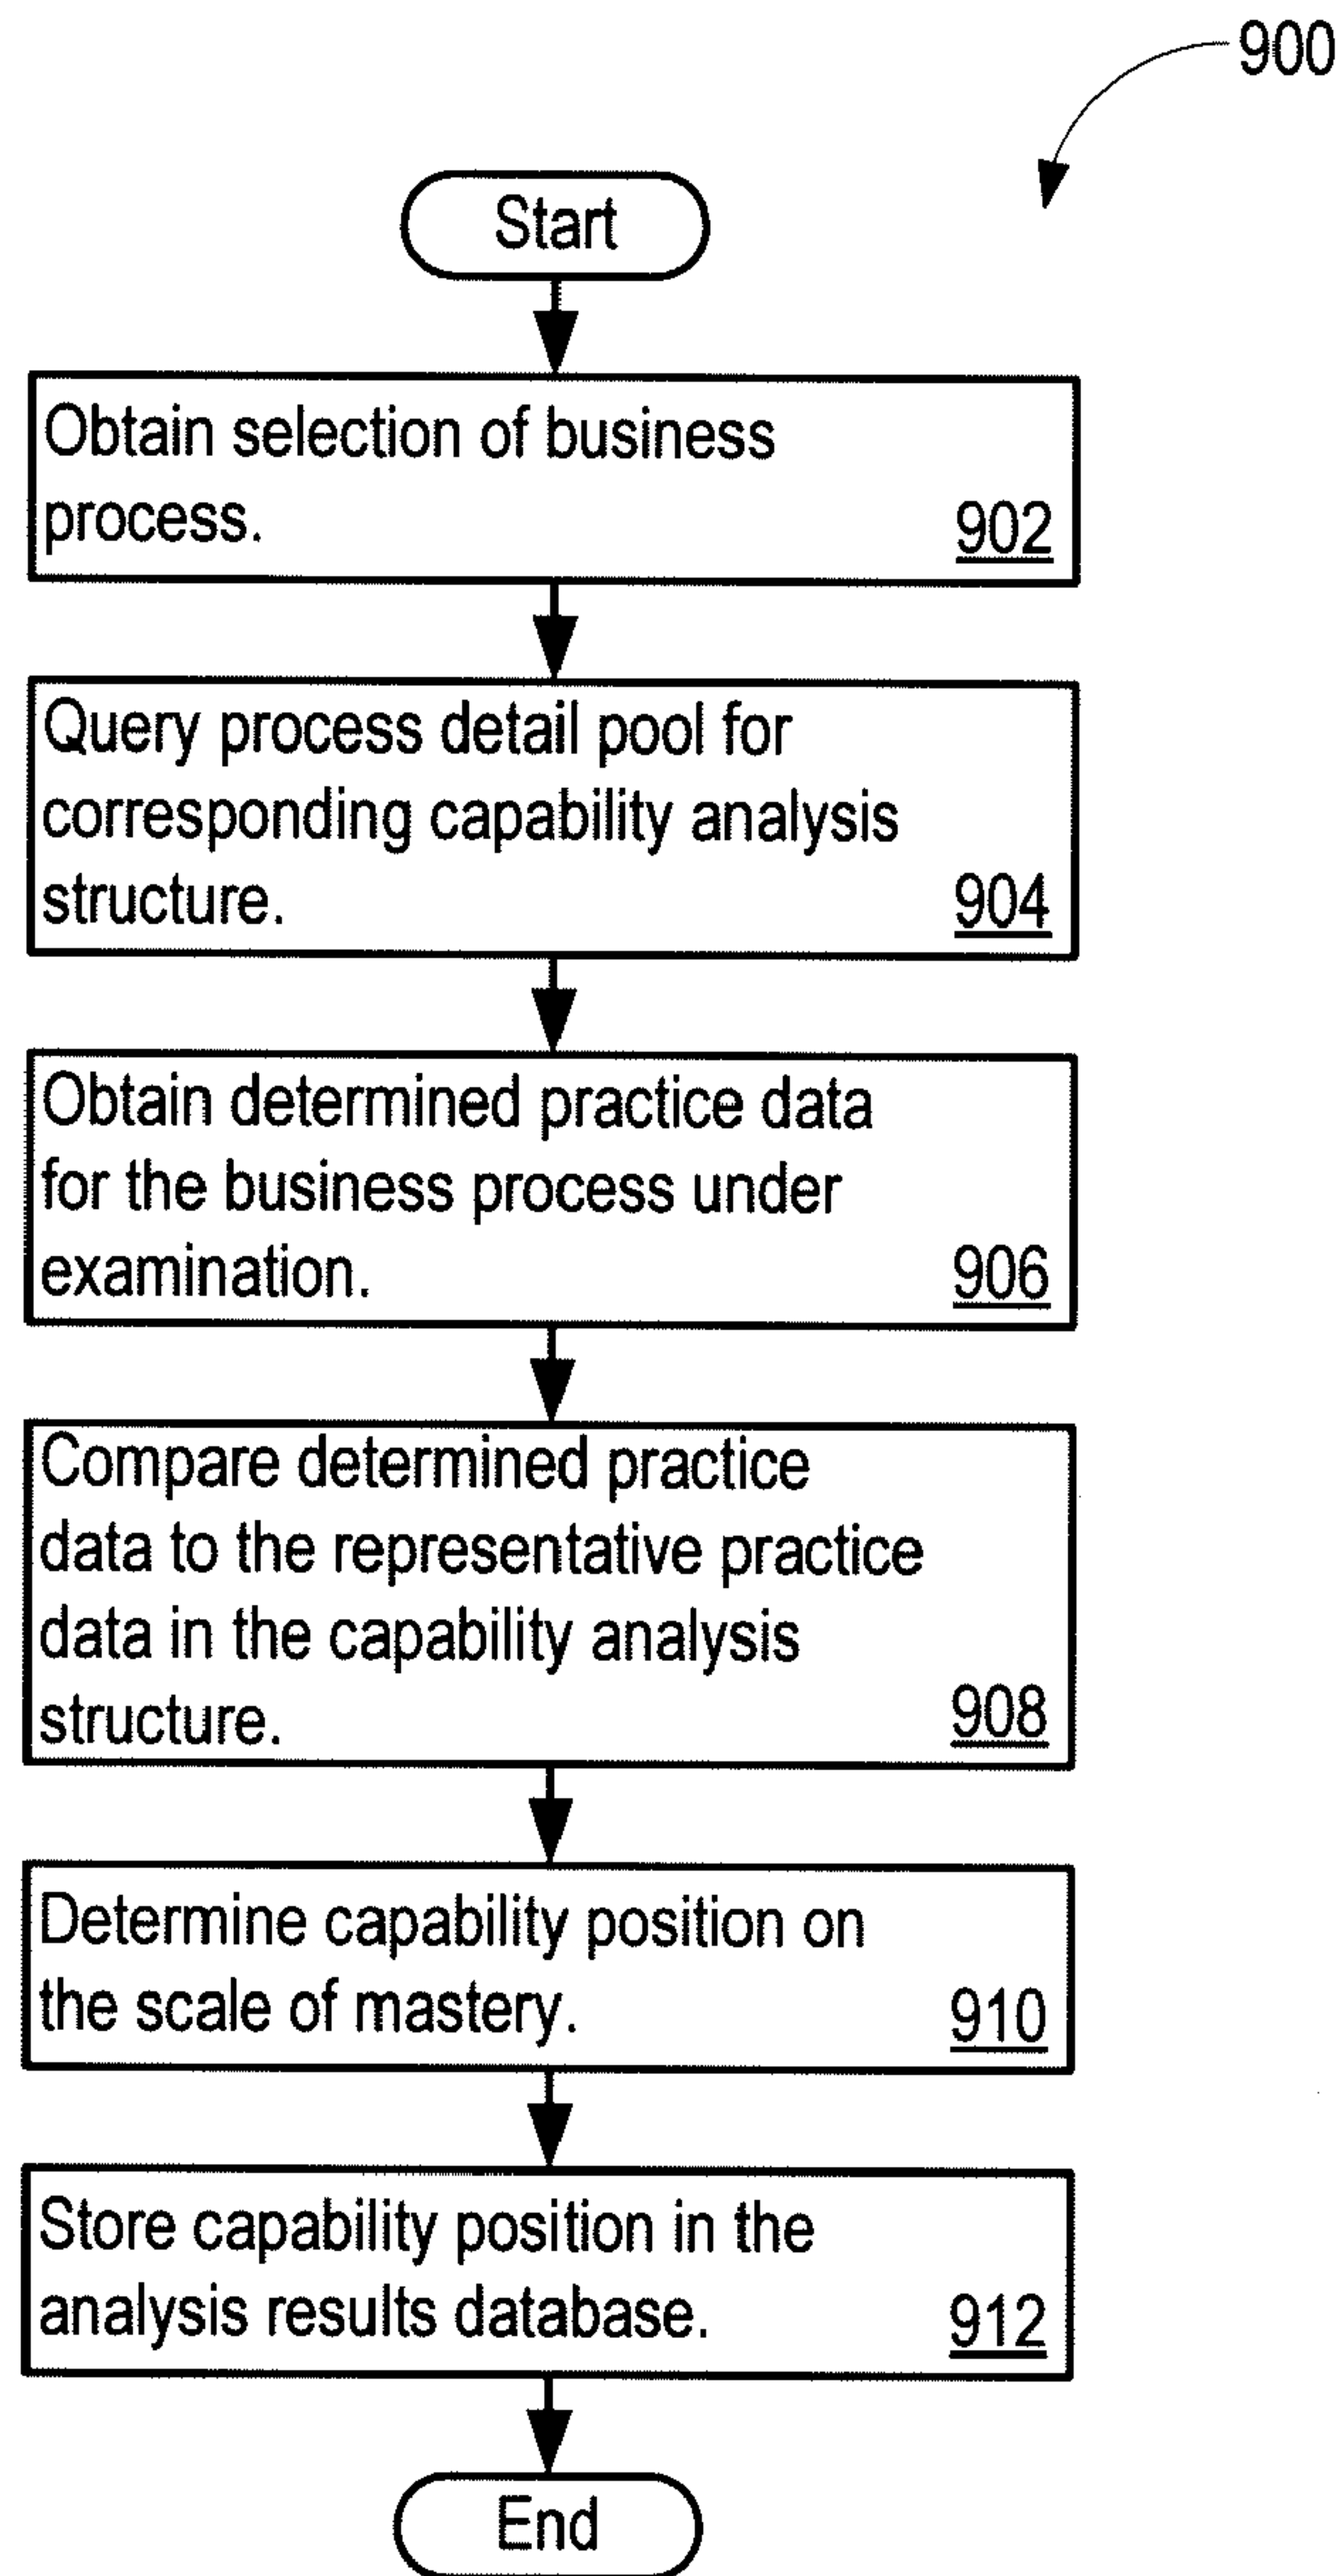 900
Start
Obtain selection of business
process.
902
Query process detail pool for
corresponding capability analysis
structure.
904
Obtain determined practice data
for the business process under
examination.
906
Compare determined practice
data to the representative practice
data in the capability analysis
structure.
908
Determine capability position on
the scale of mastery.
910
Store capability position in the
analysis results database.
912
End